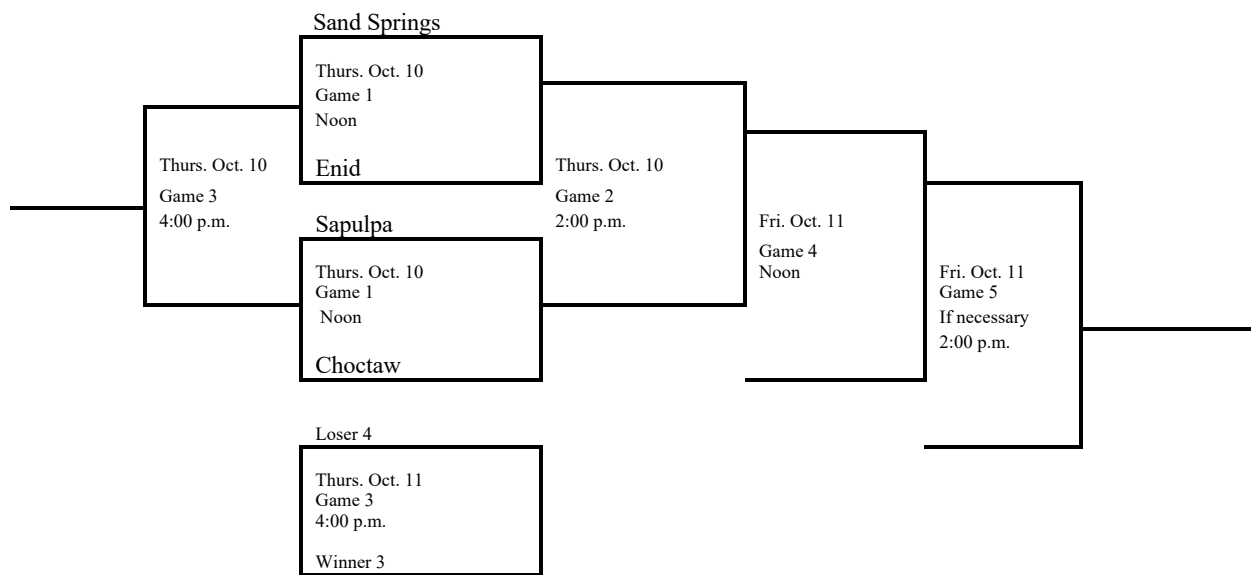 Sand Springs
Thurs. Oct. 10
Game 1
Noon
Enid
Thurs. Oct. 10
Game 3
4:00 p.m.
Thurs. Oct. 10
Game 2
2:00 p.m.
Sapulpa
Thurs. Oct. 10
Game 1
Noon
Choctaw
Fri. Oct. 11
Game 4
Noon
Fri. Oct. 11
Game 5
If necessary
2:00 p.m.
Loser 4
Thurs. Oct. 11
Game 3
4:00 p.m.
Winner 3